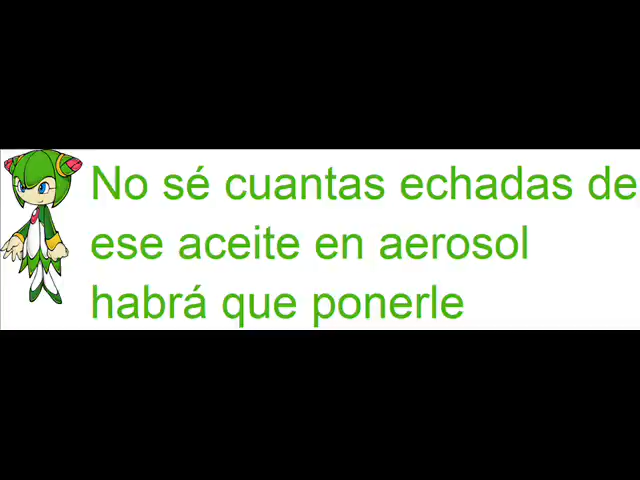 No sé cuantas echadas de
ese aceite en aerosol
habrá que ponerle